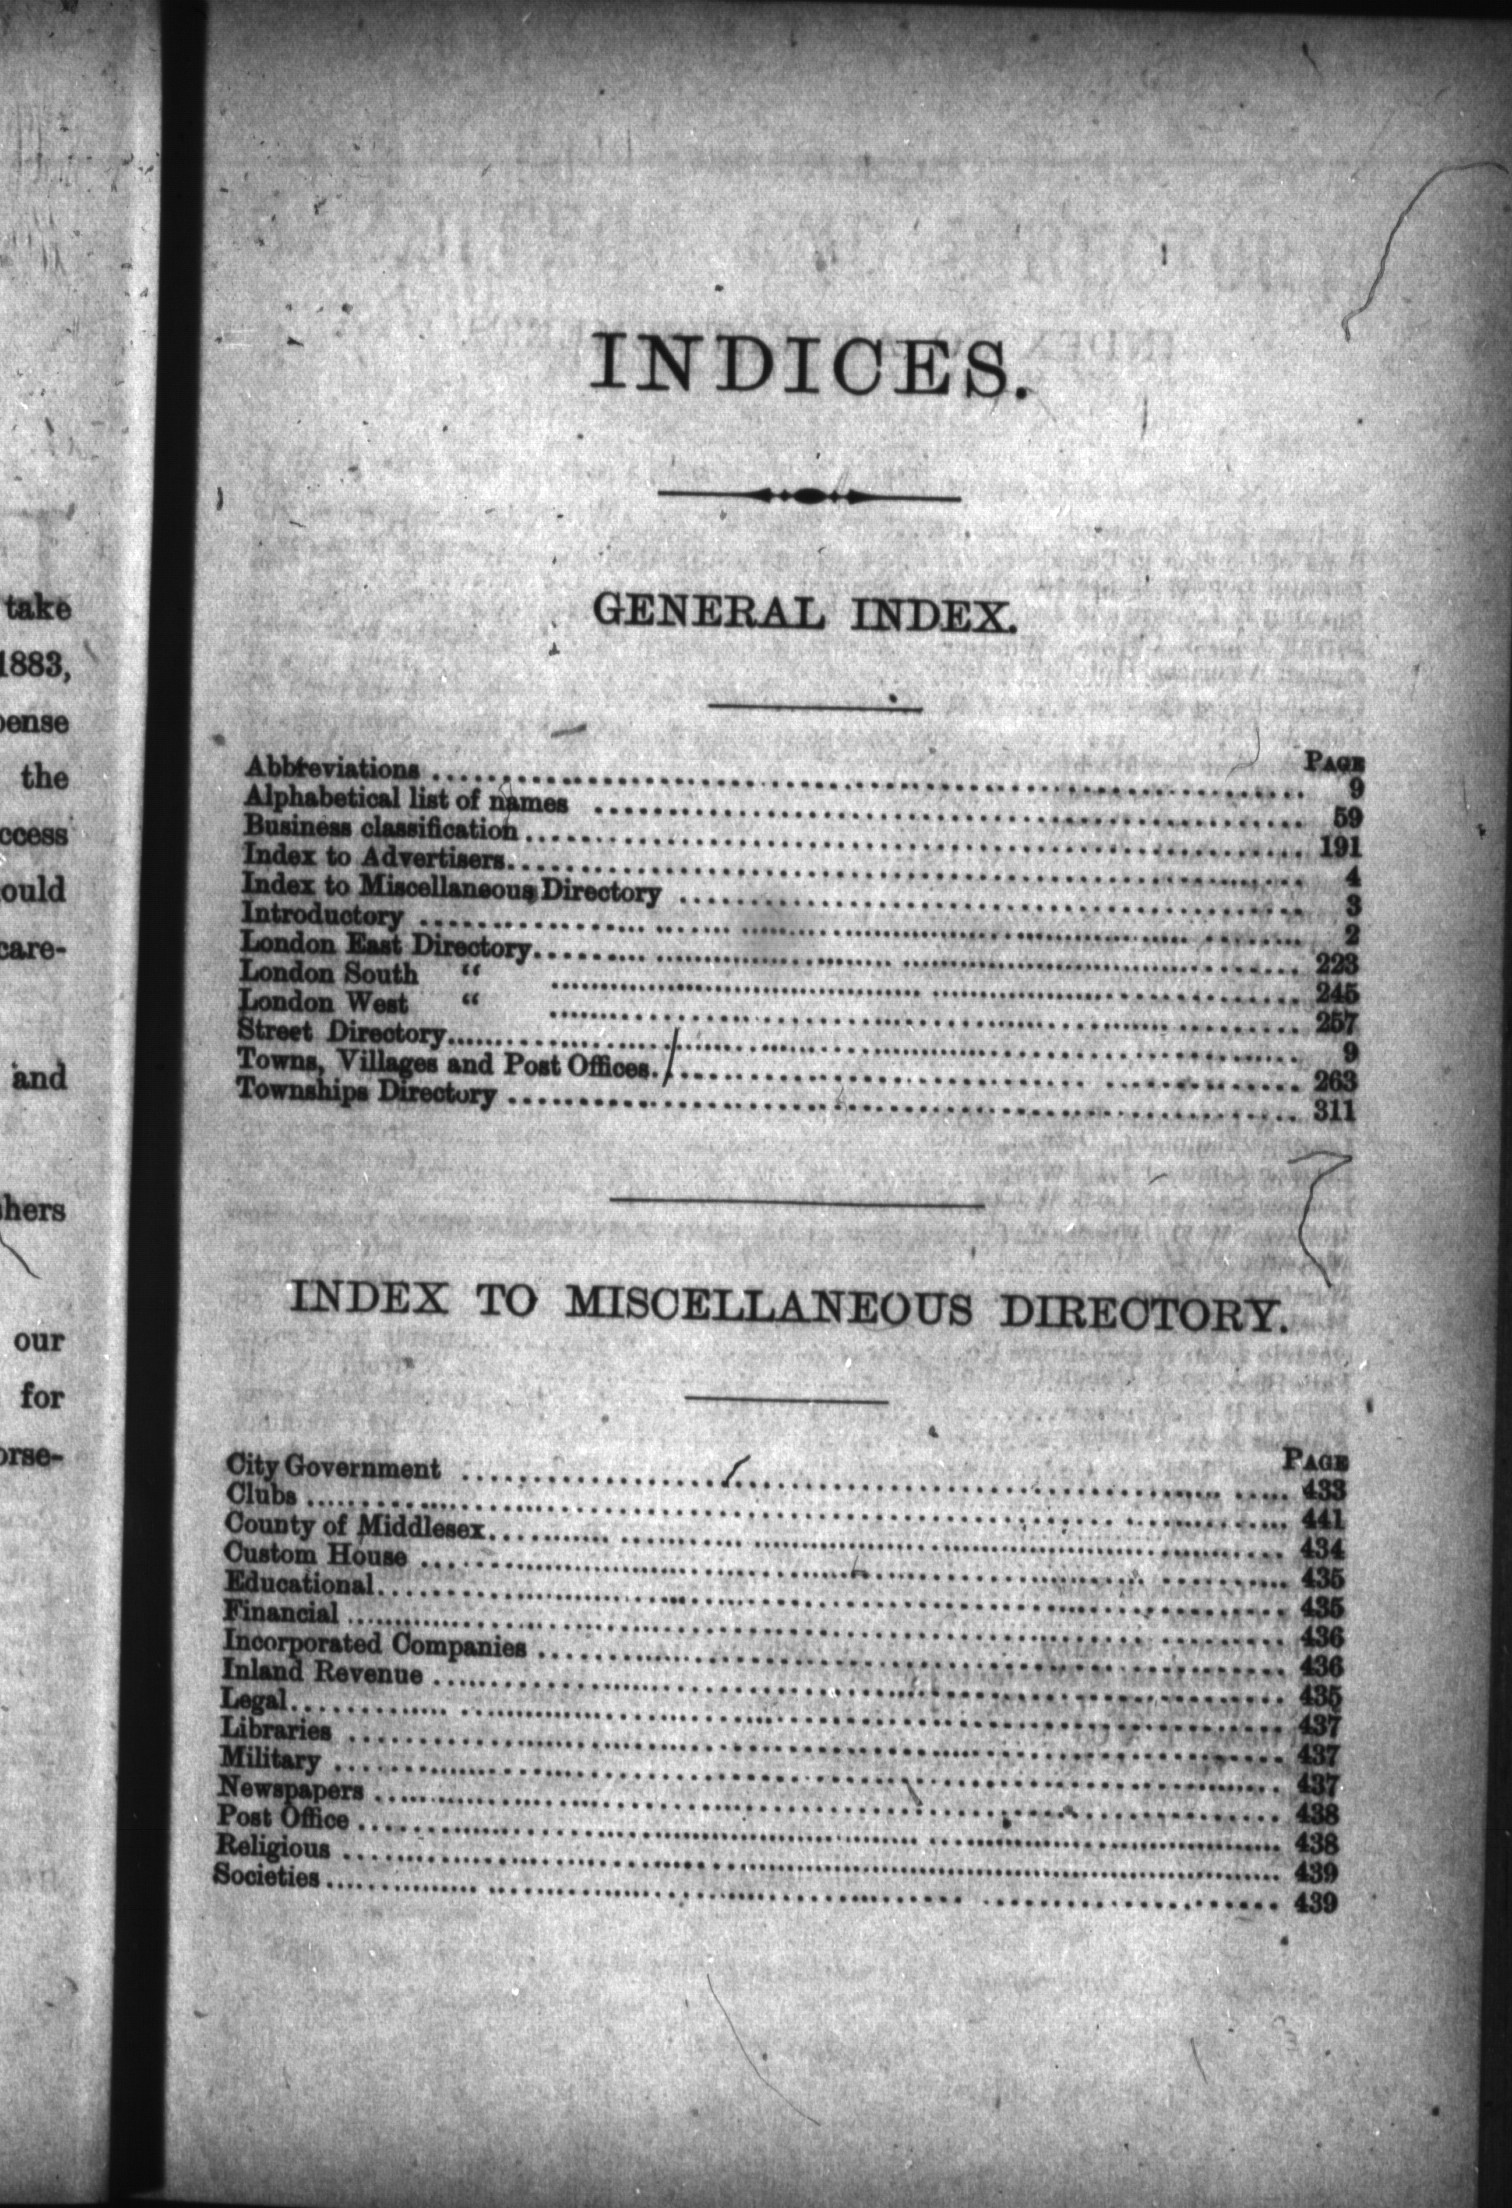 take
1883,
the
our
for
and
INDICES.
GENERAL INDEX.
PAGE
Abbreviations 9
Alphabetical list of names 59
Business classification 191
Index to Advertisers 4
Index to Miscellaneous Directory 3
Introductory 2
London East Directory 223
London South “ 245
London West “ 257
Street Directory 9
Towns, Villages and Post Offices 263
Townships Directory 311
INDEX TO MISCELLANEOUS DIRECTORY.
PAGE
City Government 433
Clubs 441
County of Middlesex 434
Custom House 435
Educational 435
Financial 436
Incorporated Companies 436
Inland Revenue 435
Legal 437
Libraries 437
Military 437
Newspapers 438
Post Office 438
Religious 439
Societies 439